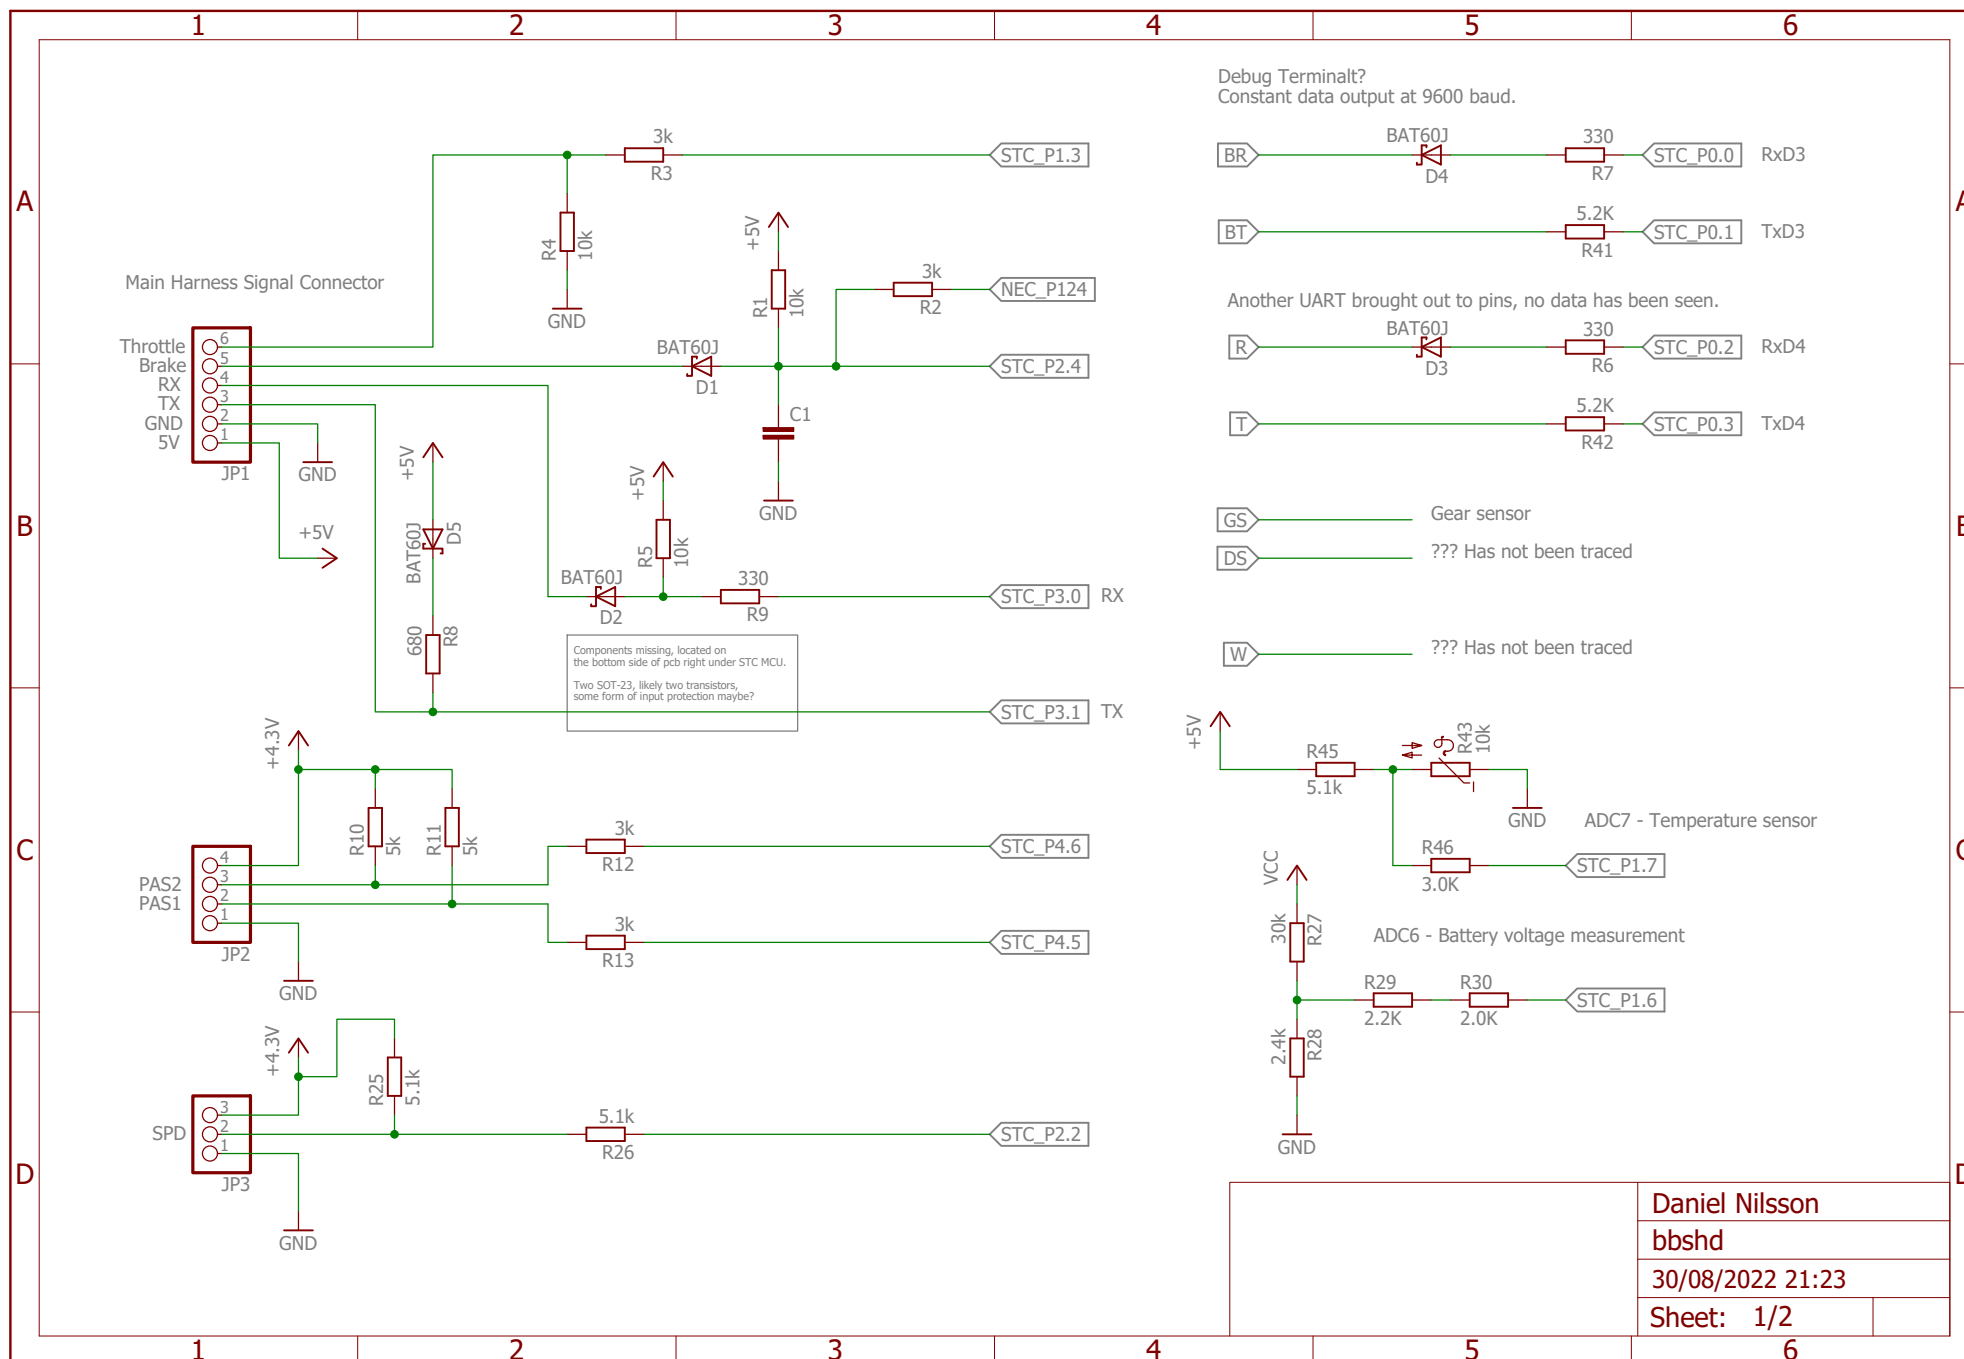 1 2 3 4 5 6
A
B
C
D
Debug Terminalt?
Constant data output at 9600 baud.
3k
R3
STC_P1.3
R4
10k
GND
+5V
R1
10k
3k
R2
NEC_P124
BAT60J
D1
STC_P2.4
C1
GND
BR
BAT60J
D4
330
R7
STC_P0.0
RxD3
BT
5.2K
R41
STC_P0.1
TxD3
Another UART brought out to pins, no data has been seen.
R
BAT60J
D3
330
R6
STC_P0.2
RxD4
T
5.2K
R42
STC_P0.3
TxD4
Main Harness Signal Connector
Throttle 6
Brake 5
RX 4
TX 3
GND 2
5V 1
JP1
GND
+5V
+5V
BAT60J
D5
680
R8
+5V
R5
10k
BAT60J
D2
330
R9
STC_P3.0
RX
Components missing, located on
the bottom side of pcb right under STC MCU.
Two SOT-23, likely two transistors,
some form of input protection maybe?
STC_P3.1
TX
GS
Gear sensor
DS
??? Has not been traced
W
??? Has not been traced
+5V
R45
5.1k
R43
10k
GND
ADC7 - Temperature sensor
R46
3.0K
STC_P1.7
VCC
30k
R27
ADC6 - Battery voltage measurement
R29
2.2K
R30
2.0K
STC_P1.6
2.4k
R28
GND
+4.3V
R10
5k
R11
5k
3k
R12
STC_P4.6
4
PAS2 3
PAS1 2
1
JP2
3k
R13
STC_P4.5
GND
+4.3V
R25
5.1k
3
SPD 2
1
JP3
5.1k
R26
STC_P2.2
GND
Daniel Nilsson
bbshd
30/08/2022 21:23
Sheet: 1/2
A
B
C
D
1 2 3 4 5 6